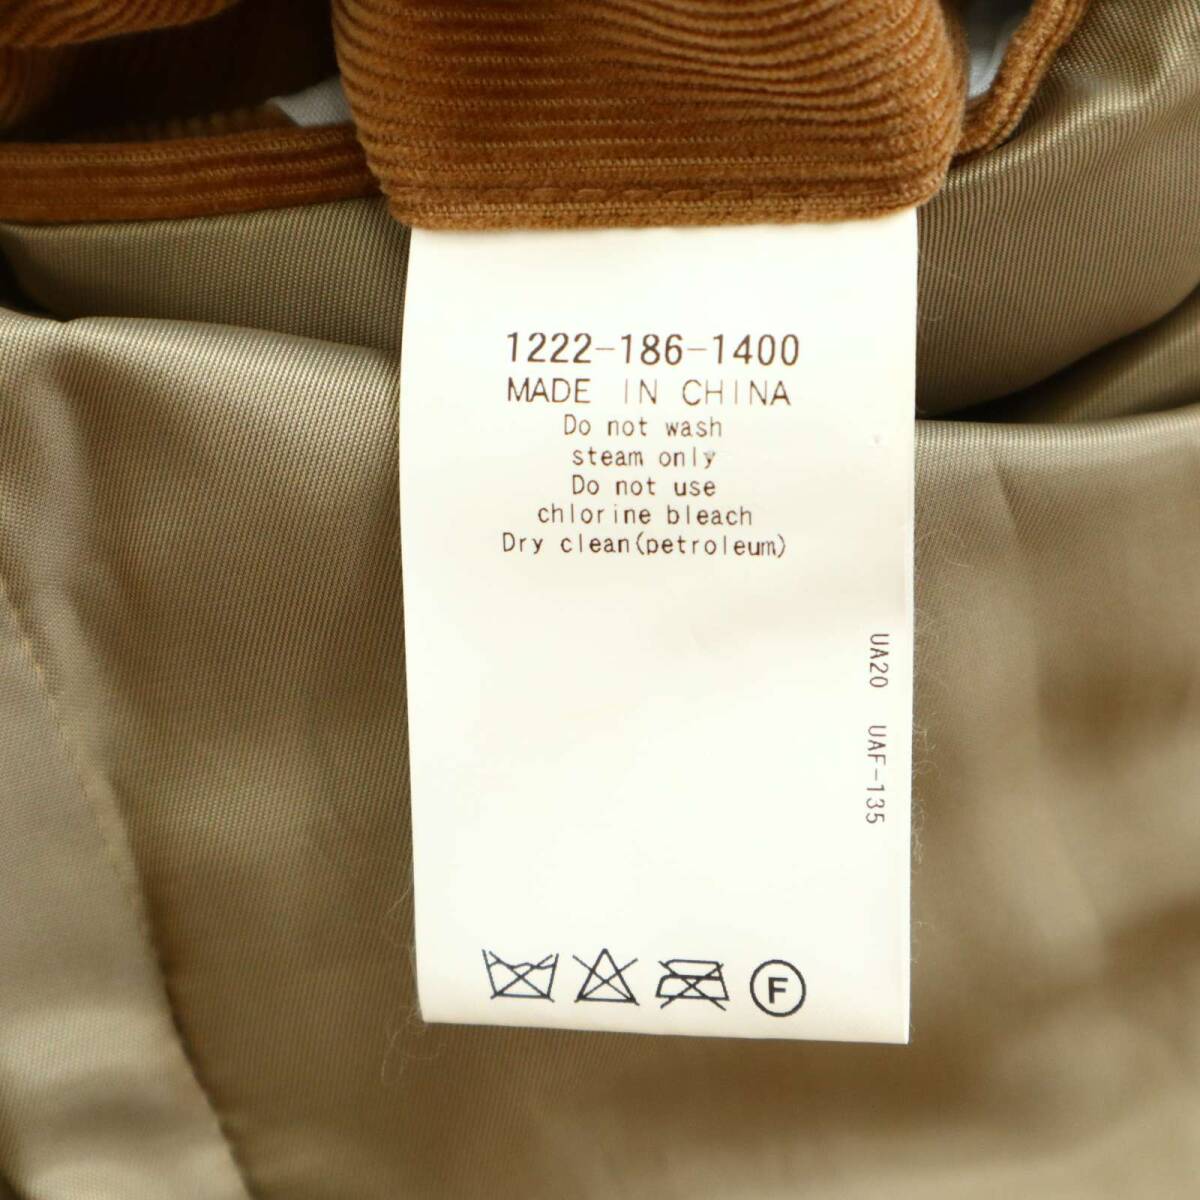 1222-186-1400
MADE IN CHINA
Do not wash
steam only
Do not use
chlorine bleach
Dry clean(petroleum)
UA20 UAF-135
F